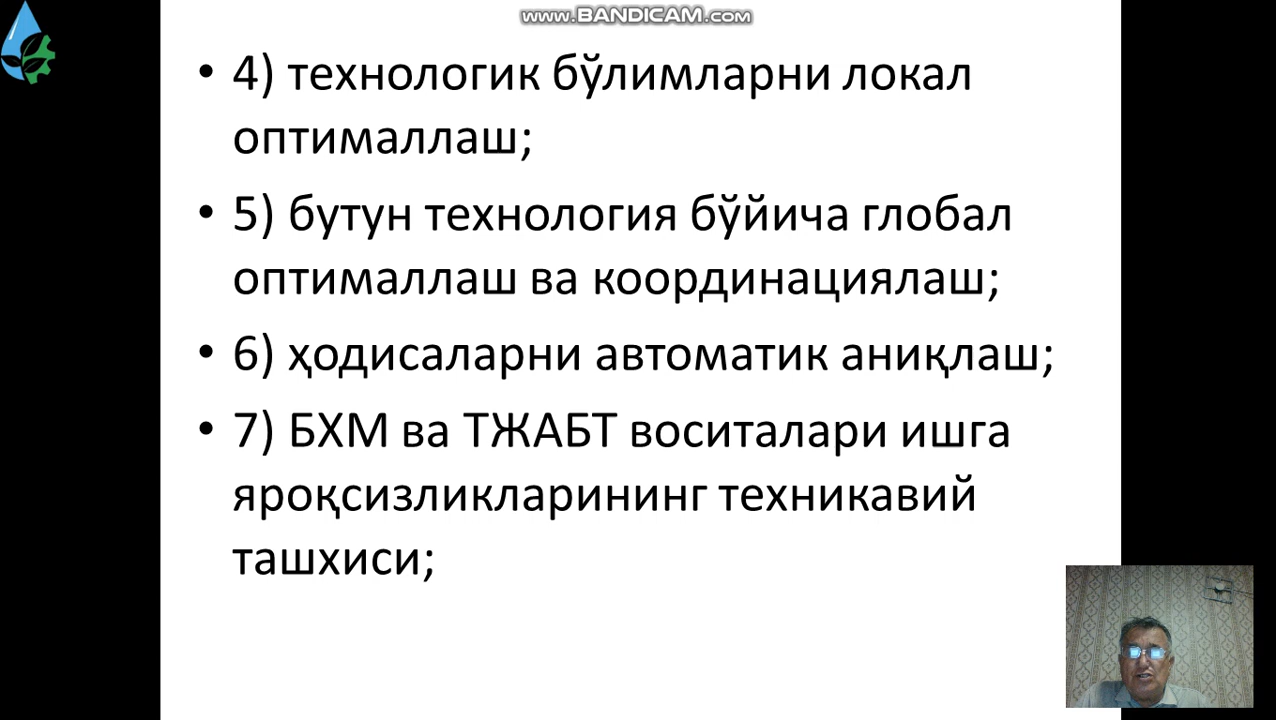 www.BANDICAM.com
• 4) технологик бўлимларни локал
оптималлаш;
• 5) бутун технология бўйича глобал
оптималлаш ва координациялаш;
• 6) ҳодисаларни автоматик аниқлаш;
• 7) БХМ ва ТЖАБТ воситалари ишга
яроқсизликларининг техникавий
ташхиси;